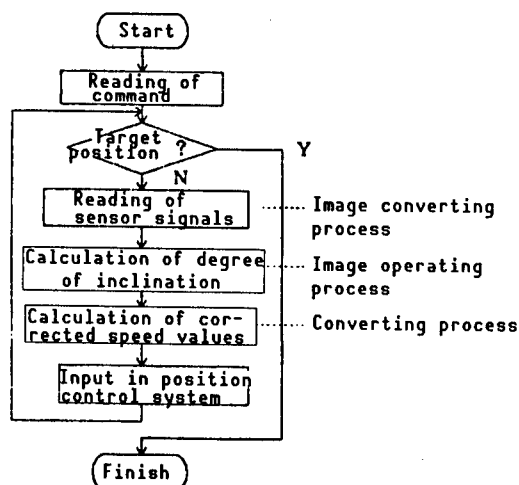 Start
Reading of
command
Target
position ?
Y
N
Reading of
sensor signals
Image converting
process
Calculation of degree
of inclination
Image operating
process
Calculation of cor-
rected speed values
Converting process
Input in position
control system
Finish